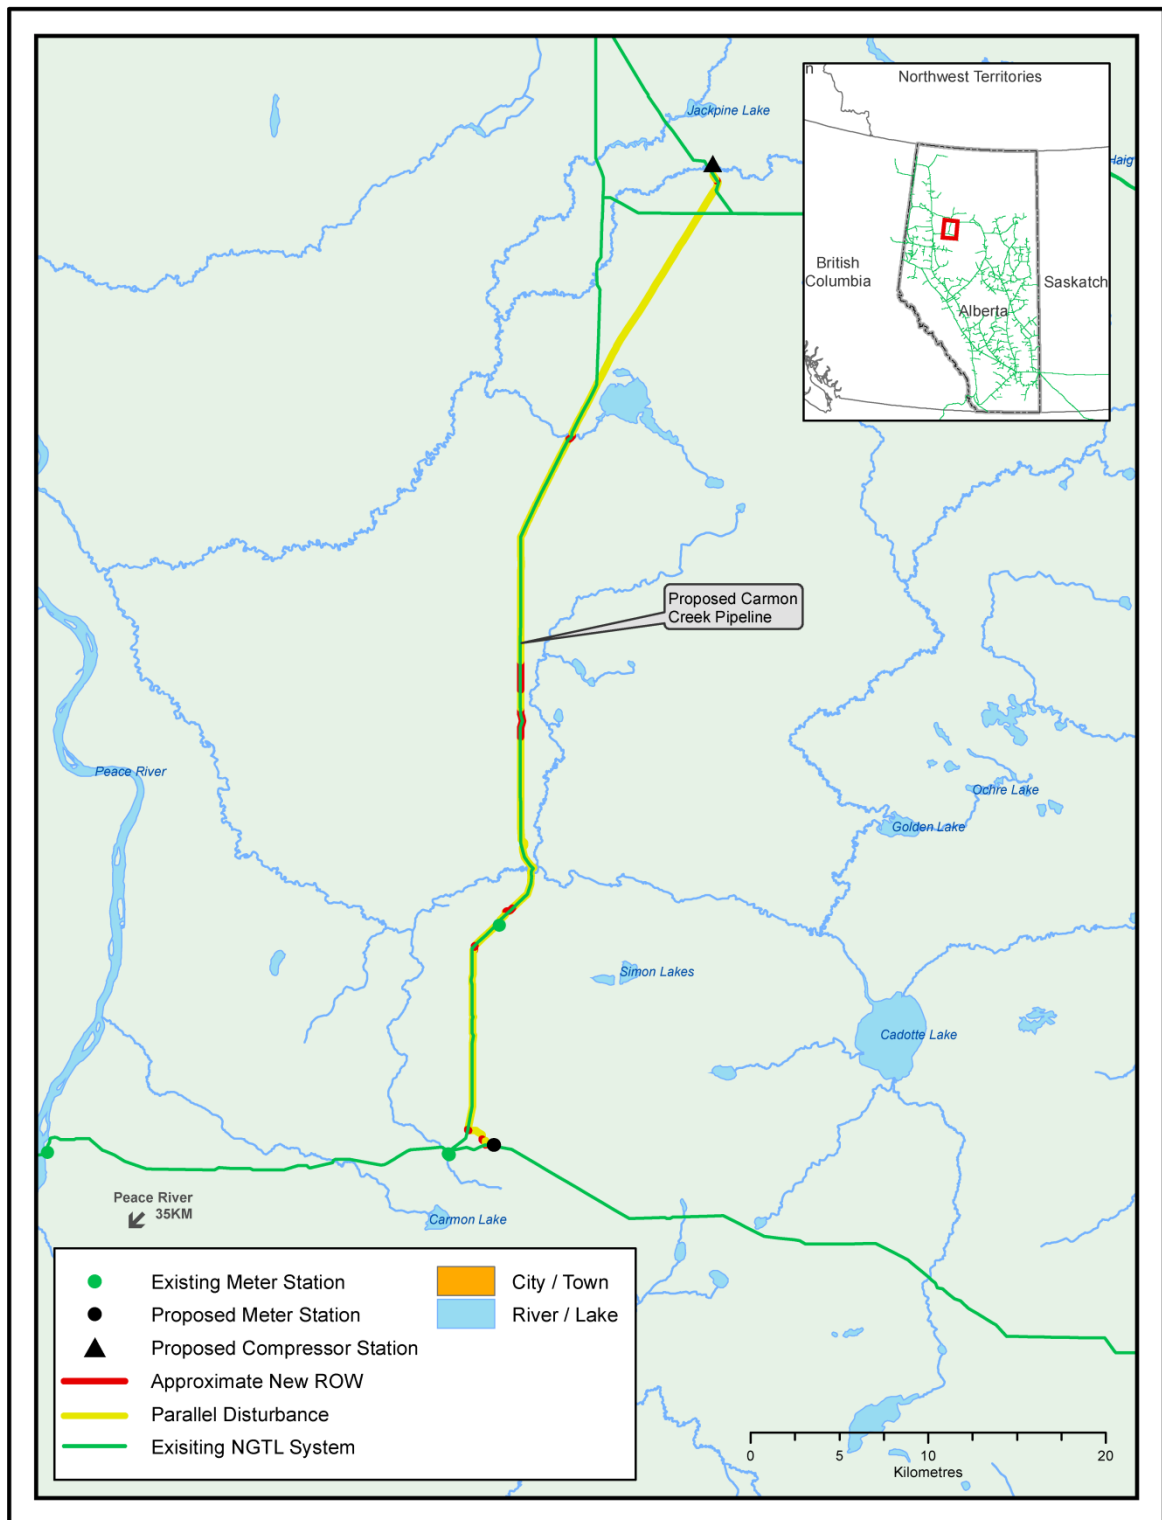 Jackpine Lake
n
Northwest Territories
Haig
British
Columbia
Saskatch
Alberta
Proposed Carmon
Creek Pipeline
Peace River
Ochre Lake
Golden Lake
Simon Lakes
Cadotte Lake
Peace River
35KM
Carmon Lake
Existing Meter Station
Proposed Meter Station
Proposed Compressor Station
Approximate New ROW
Parallel Disturbance
Exisiting NGTL System
City / Town
River / Lake
0 5 10 20
Kilometres